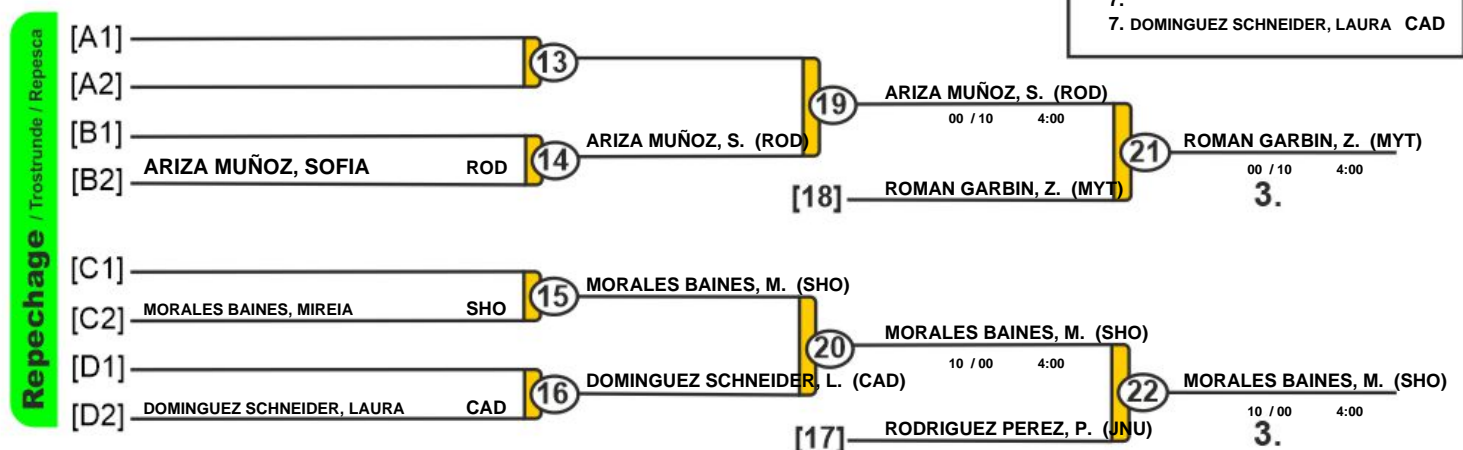 7.
7. DOMINGUEZ SCHNEIDER, LAURA CAD
Repechage / Trostrunde / Repesca
[A1]
13
[A2]
19
ARIZA MUÑOZ, S. (ROD)
00 / 10 4:00
[B1]
ARIZA MUÑOZ, S. (ROD)
21
ROMAN GARBIN, Z. (MYT)
00 / 10 4:00
3.
[B2]
ARIZA MUÑOZ, SOFIA ROD
14
[18]
ROMAN GARBIN, Z. (MYT)
[C1]
15
MORALES BAINES, M. (SHO)
[C2]
MORALES BAINES, MIREIA SHO
20
MORALES BAINES, M. (SHO)
10 / 00 4:00
[D1]
16
DOMINGUEZ SCHNEIDER, L. (CAD)
22
MORALES BAINES, M. (SHO)
10 / 00 4:00
3.
[D2]
DOMINGUEZ SCHNEIDER, LAURA CAD
[17]
RODRIGUEZ PEREZ, P. (JNU)